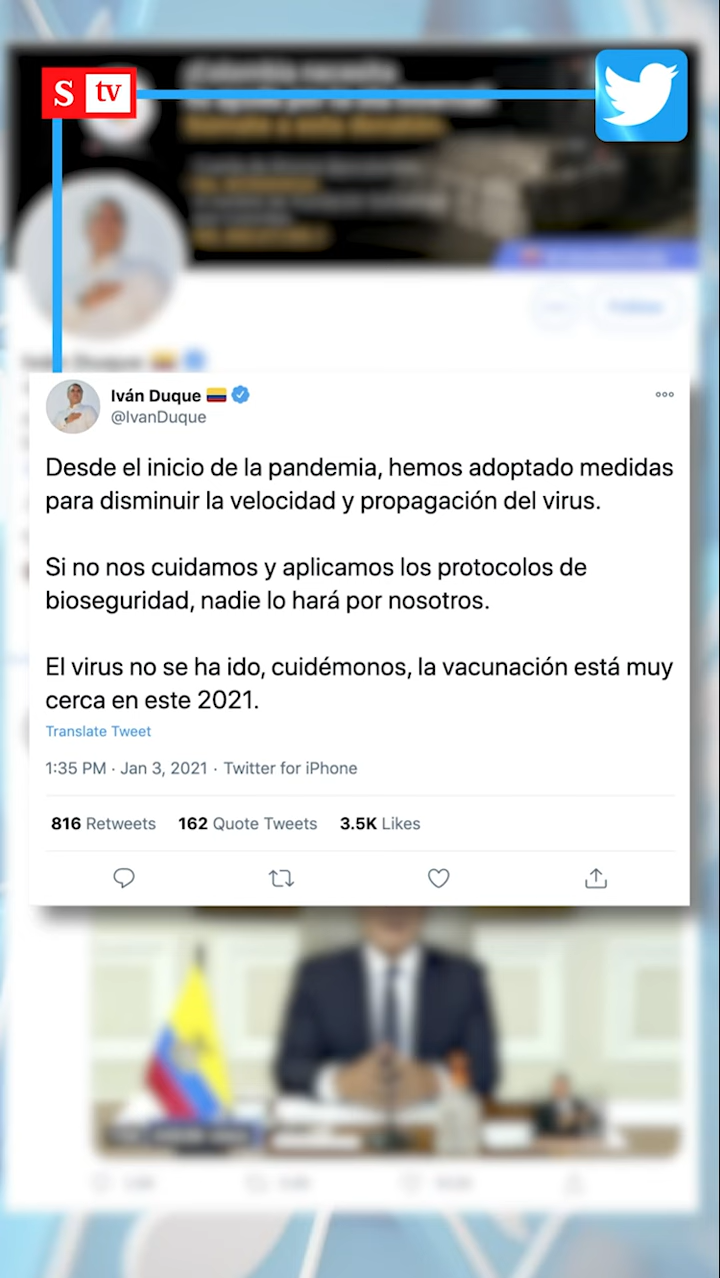 S tv
Iván Duque
@IvanDuque
Desde el inicio de la pandemia, hemos adoptado medidas
para disminuir la velocidad y propagación del virus.
Si no nos cuidamos y aplicamos los protocolos de
bioseguridad, nadie lo hará por nosotros.
El virus no se ha ido, cuidémonos, la vacunación está muy
cerca en este 2021.
Translate Tweet
1:35 PM · Jan 3, 2021 · Twitter for iPhone
816 Retweets 162 Quote Tweets 3.5K Likes